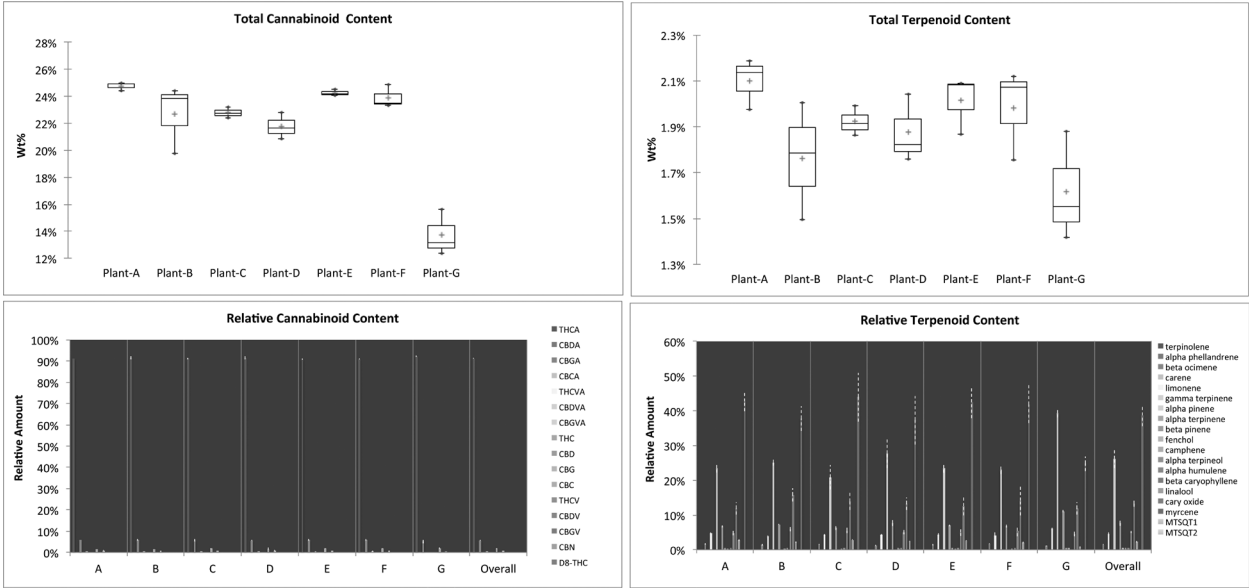 Total Cannabinoid Content
28%
26%
24%
22%
20%
18%
16%
14%
12%
Wt%
Plant-A Plant-B Plant-C Plant-D Plant-E Plant-F Plant-G
Total Terpenoid Content
2.3%
2.1%
1.9%
1.7%
1.5%
1.3%
Wt%
Plant-A Plant-B Plant-C Plant-D Plant-E Plant-F Plant-G
Relative Cannabinoid Content
100%
90%
80%
70%
60%
50%
40%
30%
20%
10%
0%
Relative Amount
A B C D E F G Overall
THCA
CBDA
CBGA
CBCA
THCVA
CBDVA
CBGVA
THC
CBD
CBG
CBC
THCV
CBDV
CBGV
CBN
D8-THC
Relative Terpenoid Content
60%
50%
40%
30%
20%
10%
0%
Relative Amount
A B C D E F G Overall
terpinolene
alpha phellandrene
beta ocimene
carene
limonene
gamma terpinene
alpha pinene
alpha terpinene
beta pinene
fenchol
camphene
alpha terpineol
alpha humulene
beta caryophyllene
linalool
cary oxide
myrcene
MTSQT1
MTSQT2